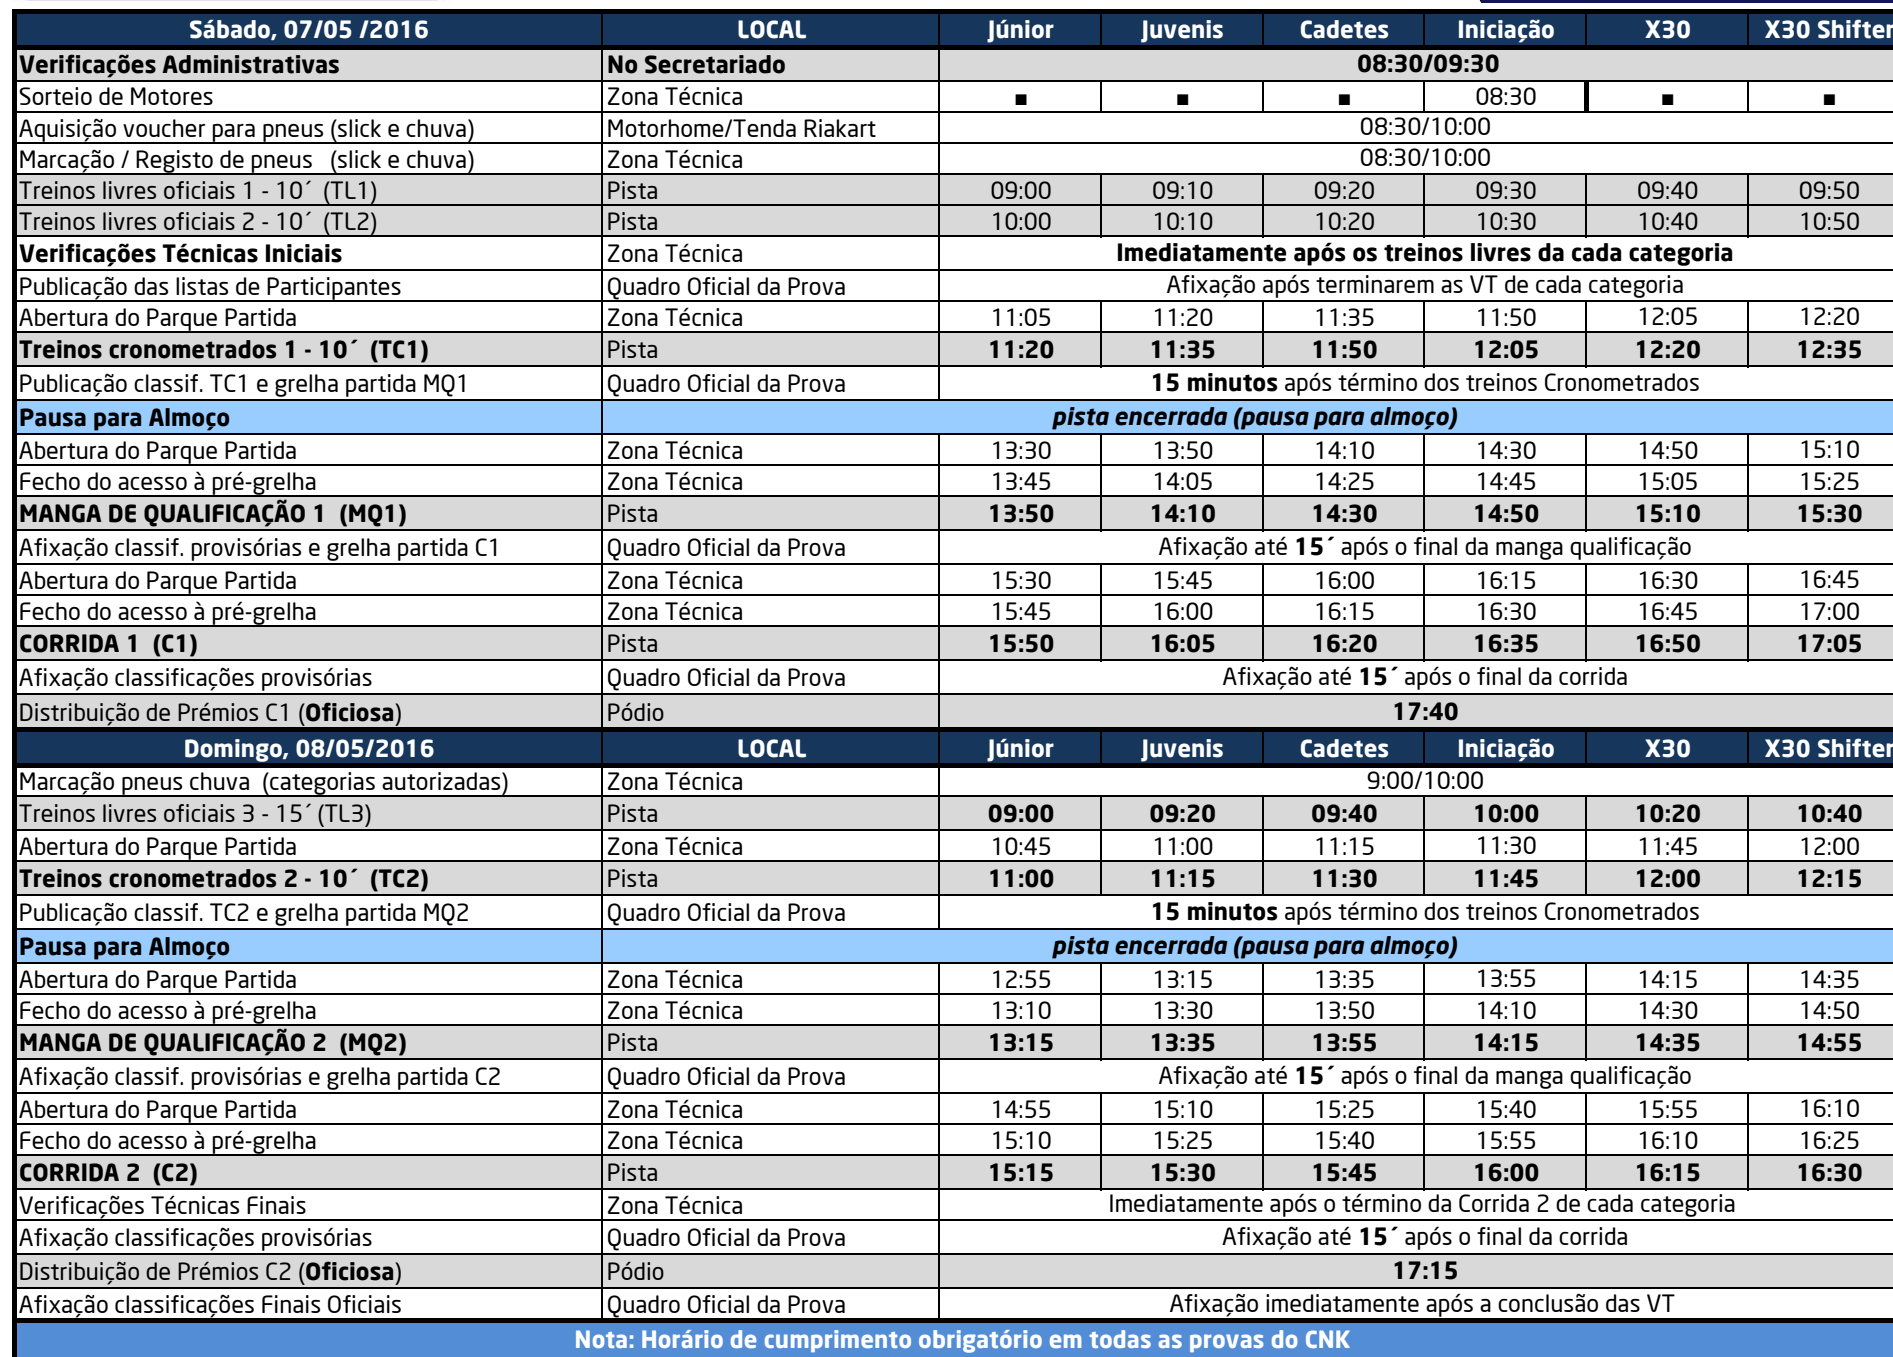 Sábado, 07/05 /2016 LOCAL Júnior Juvenis Cadetes Iniciação X30 X30 Shifter
Verificações Administrativas No Secretariado 08:30/09:30
Sorteio de Motores Zona Técnica ■ ■ ■ 08:30 ■ ■
Aquisição voucher para pneus (slick e chuva) Motorhome/Tenda Riakart 08:30/10:00
Marcação / Registo de pneus (slick e chuva) Zona Técnica 08:30/10:00
Treinos livres oficiais 1 - 10´ (TL1) Pista 09:00 09:10 09:20 09:30 09:40 09:50
Treinos livres oficiais 2 - 10´ (TL2) Pista 10:00 10:10 10:20 10:30 10:40 10:50
Verificações Técnicas Iniciais Zona Técnica Imediatamente após os treinos livres da cada categoria
Publicação das listas de Participantes Quadro Oficial da Prova Afixação após terminarem as VT de cada categoria
Abertura do Parque Partida Zona Técnica 11:05 11:20 11:35 11:50 12:05 12:20
Treinos cronometrados 1 - 10´ (TC1) Pista 11:20 11:35 11:50 12:05 12:20 12:35
Publicação classif. TC1 e grelha partida MQ1 Quadro Oficial da Prova 15 minutos após término dos treinos Cronometrados
Pausa para Almoço pista encerrada (pausa para almoço)
Abertura do Parque Partida Zona Técnica 13:30 13:50 14:10 14:30 14:50 15:10
Fecho do acesso à pré-grelha Zona Técnica 13:45 14:05 14:25 14:45 15:05 15:25
MANGA DE QUALIFICAÇÃO 1 (MQ1) Pista 13:50 14:10 14:30 14:50 15:10 15:30
Afixação classif. provisórias e grelha partida C1 Quadro Oficial da Prova Afixação até 15´ após o final da manga qualificação
Abertura do Parque Partida Zona Técnica 15:30 15:45 16:00 16:15 16:30 16:45
Fecho do acesso à pré-grelha Zona Técnica 15:45 16:00 16:15 16:30 16:45 17:00
CORRIDA 1 (C1) Pista 15:50 16:05 16:20 16:35 16:50 17:05
Afixação classificações provisórias Quadro Oficial da Prova Afixação até 15´ após o final da corrida
Distribuição de Prémios C1 (Oficiosa) Pódio 17:40
Domingo, 08/05/2016 LOCAL Júnior Juvenis Cadetes Iniciação X30 X30 Shifter
Marcação pneus chuva (categorias autorizadas) Zona Técnica 9:00/10:00
Treinos livres oficiais 3 - 15´ (TL3) Pista 09:00 09:20 09:40 10:00 10:20 10:40
Abertura do Parque Partida Zona Técnica 10:45 11:00 11:15 11:30 11:45 12:00
Treinos cronometrados 2 - 10´ (TC2) Pista 11:00 11:15 11:30 11:45 12:00 12:15
Publicação classif. TC2 e grelha partida MQ2 Quadro Oficial da Prova 15 minutos após término dos treinos Cronometrados
Pausa para Almoço pista encerrada (pausa para almoço)
Abertura do Parque Partida Zona Técnica 12:55 13:15 13:35 13:55 14:15 14:35
Fecho do acesso à pré-grelha Zona Técnica 13:10 13:30 13:50 14:10 14:30 14:50
MANGA DE QUALIFICAÇÃO 2 (MQ2) Pista 13:15 13:35 13:55 14:15 14:35 14:55
Afixação classif. provisórias e grelha partida C2 Quadro Oficial da Prova Afixação até 15´ após o final da manga qualificação
Abertura do Parque Partida Zona Técnica 14:55 15:10 15:25 15:40 15:55 16:10
Fecho do acesso à pré-grelha Zona Técnica 15:10 15:25 15:40 15:55 16:10 16:25
CORRIDA 2 (C2) Pista 15:15 15:30 15:45 16:00 16:15 16:30
Verificações Técnicas Finais Zona Técnica Imediatamente após o término da Corrida 2 de cada categoria
Afixação classificações provisórias Quadro Oficial da Prova Afixação até 15´ após o final da corrida
Distribuição de Prémios C2 (Oficiosa) Pódio 17:15
Afixação classificações Finais Oficiais Quadro Oficial da Prova Afixação imediatamente após a conclusão das VT
Nota: Horário de cumprimento obrigatório em todas as provas do CNK